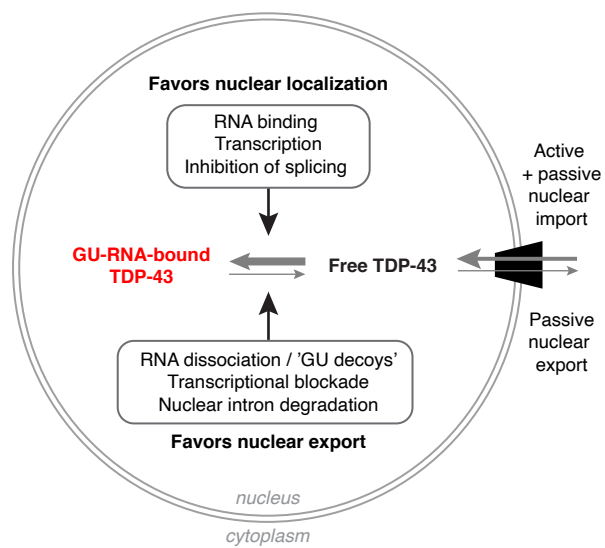 Favors nuclear localization
RNA binding
Transcription
Inhibition of splicing
Active
+ passive
nuclear
import
GU-RNA-bound
TDP-43
Free TDP-43
Passive
nuclear
export
RNA dissociation / 'GU decoys'
Transcriptional blockade
Nuclear intron degradation
Favors nuclear export
nucleus
cytoplasm